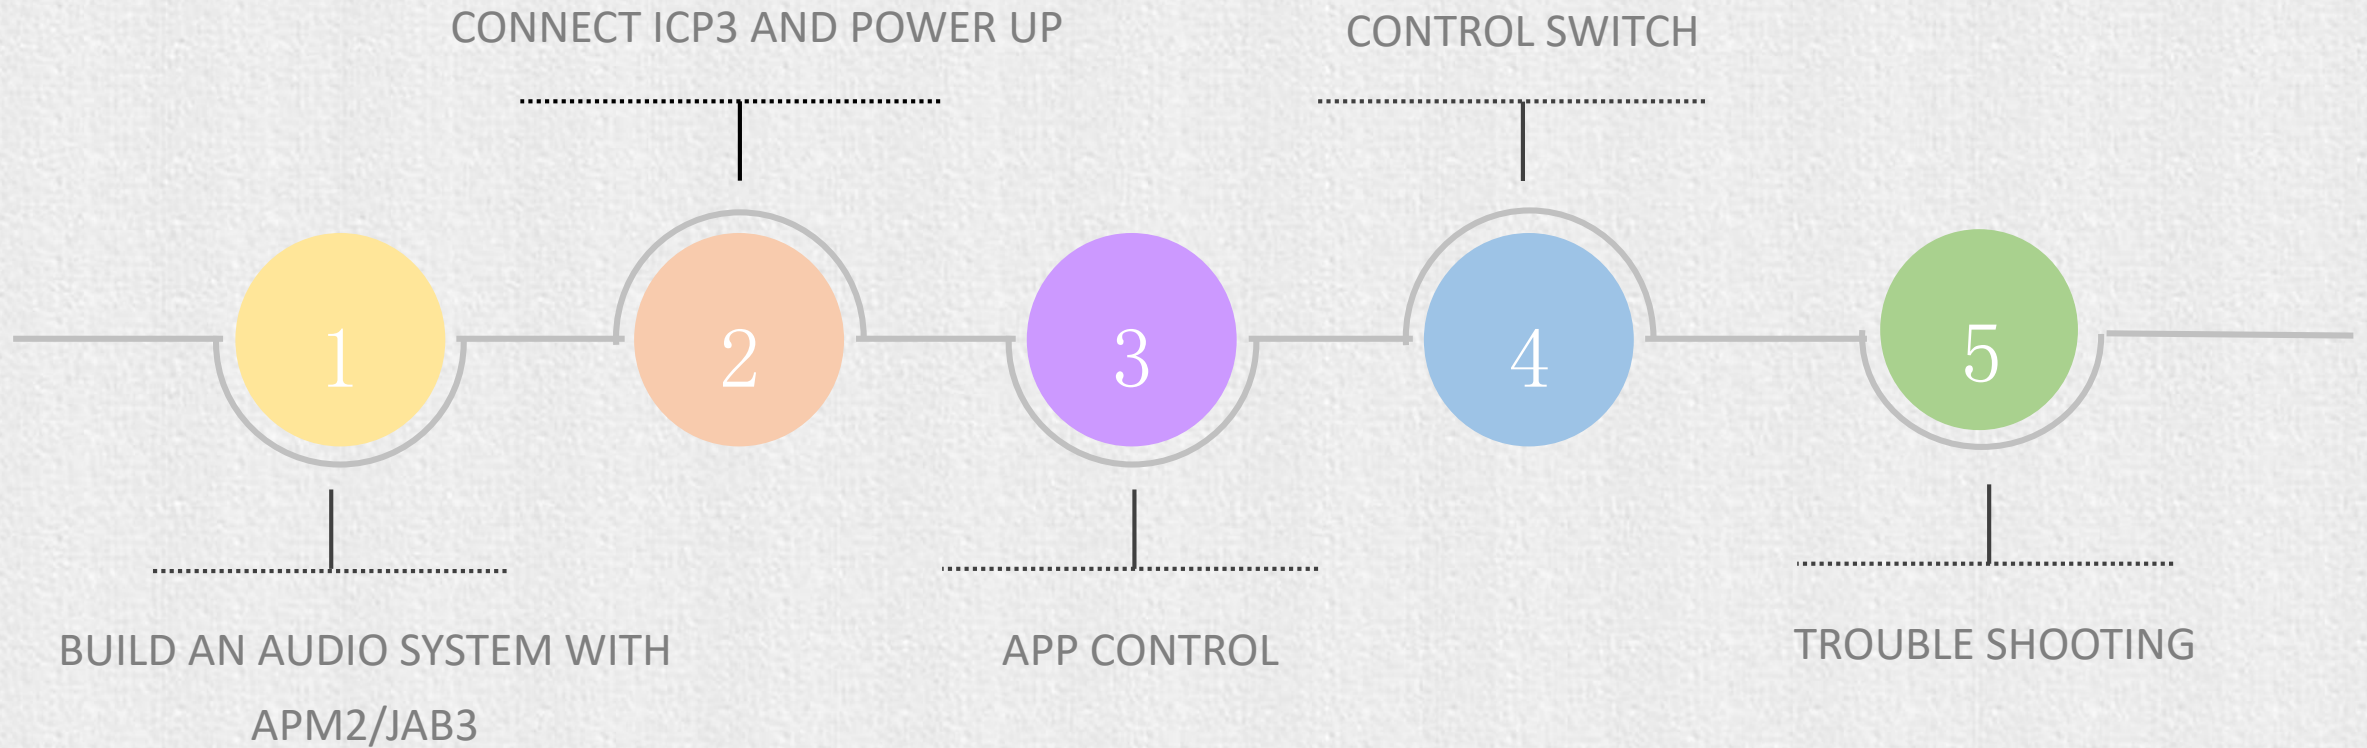 CONNECT ICP3 AND POWER UP
CONTROL SWITCH
1
2
3
4
5
BUILD AN AUDIO SYSTEM WITH
APM2/JAB3
APP CONTROL
TROUBLE SHOOTING